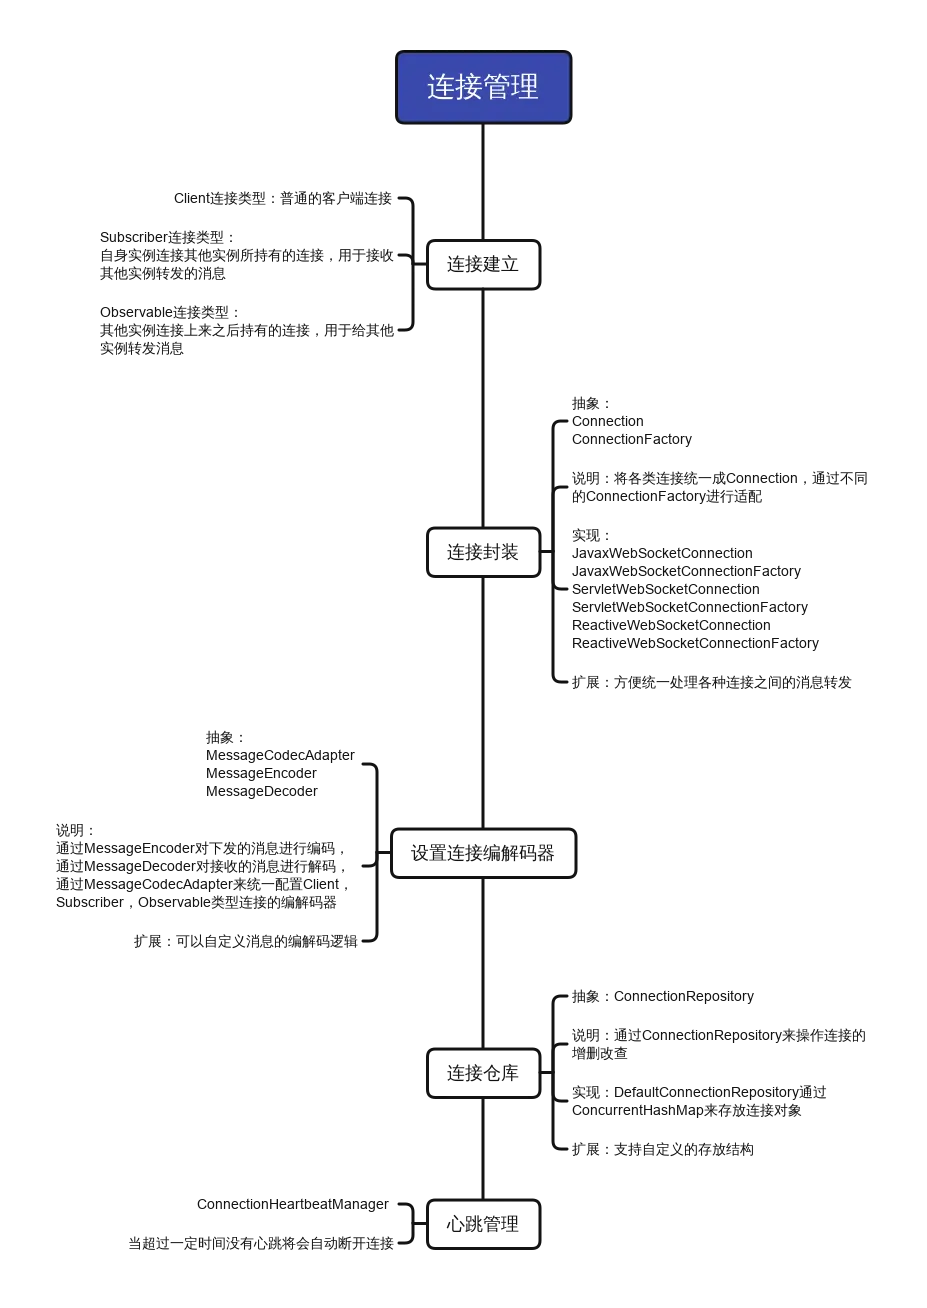 连接管理
Client连接类型：普通的客户端连接
Subscriber连接类型：
自身实例连接其他实例所持有的连接，用于接收
其他实例转发的消息
Observable连接类型：
其他实例连接上来之后持有的连接，用于给其他
实例转发消息
连接建立
抽象：
Connection
ConnectionFactory
说明：将各类连接统一成Connection，通过不同
的ConnectionFactory进行适配
连接封装
实现：
JavaxWebSocketConnection
JavaxWebSocketConnectionFactory
ServletWebSocketConnection
ServletWebSocketConnectionFactory
ReactiveWebSocketConnection
ReactiveWebSocketConnectionFactory
扩展：方便统一处理各种连接之间的消息转发
抽象：
MessageCodecAdapter
MessageEncoder
MessageDecoder
说明：
通过MessageEncoder对下发的消息进行编码，
通过MessageDecoder对接收的消息进行解码，
通过MessageCodecAdapter来统一配置Client，
Subscriber，Observable类型连接的编解码器
设置连接编解码器
扩展：可以自定义消息的编解码逻辑
抽象：ConnectionRepository
说明：通过ConnectionRepository来操作连接的
增删改查
连接仓库
实现：DefaultConnectionRepository通过
ConcurrentHashMap来存放连接对象
扩展：支持自定义的存放结构
ConnectionHeartbeatManager
心跳管理
当超过一定时间没有心跳将会自动断开连接